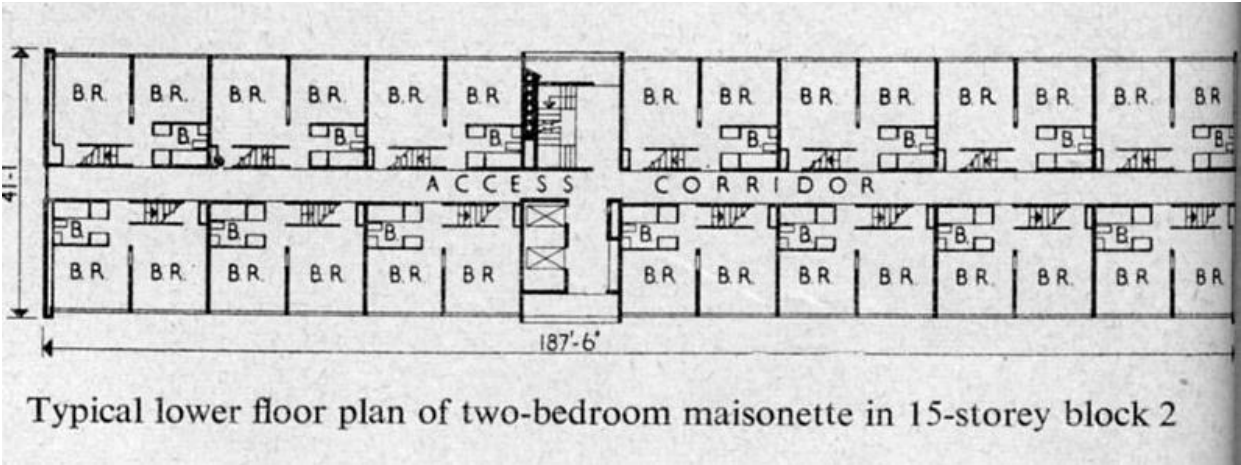 B.R. B.R. B.R. B.R. B.R. B.R B.R. B.R. B.R. B.R. B.R. B.R. B.R. B.R
B. B. B. B. B. B. B.
41'-1
ACCESS CORRIDOR
B. B. B. B. B. B. B.
B.R. B.R. B.R. B.R. B.R. B.R B.R. B.R. B.R. B.R. B.R. B.R. B.R. B.R
187'-6"
Typical lower floor plan of two-bedroom maisonette in 15-storey block 2